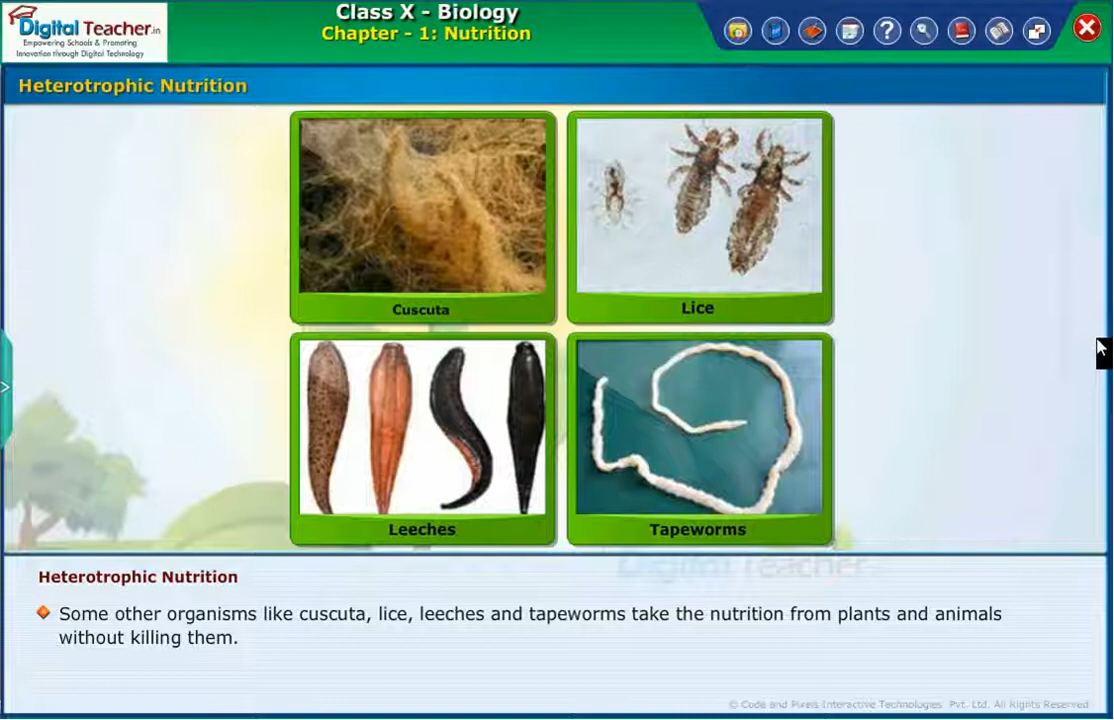 Digital Teacher.in
Empowering Schools & Promoting
Innovation through Digital Technology
Class X - Biology
Chapter - 1: Nutrition
?
Heterotrophic Nutrition
Cuscuta
Lice
Leeches
Tapeworms
Digital Teacher
Heterotrophic Nutrition
Some other organisms like cuscuta, lice, leeches and tapeworms take the nutrition from plants and animals
without killing them.
© Code and Pixels Interactive Technologies Pvt. Ltd. All Rights Reserved